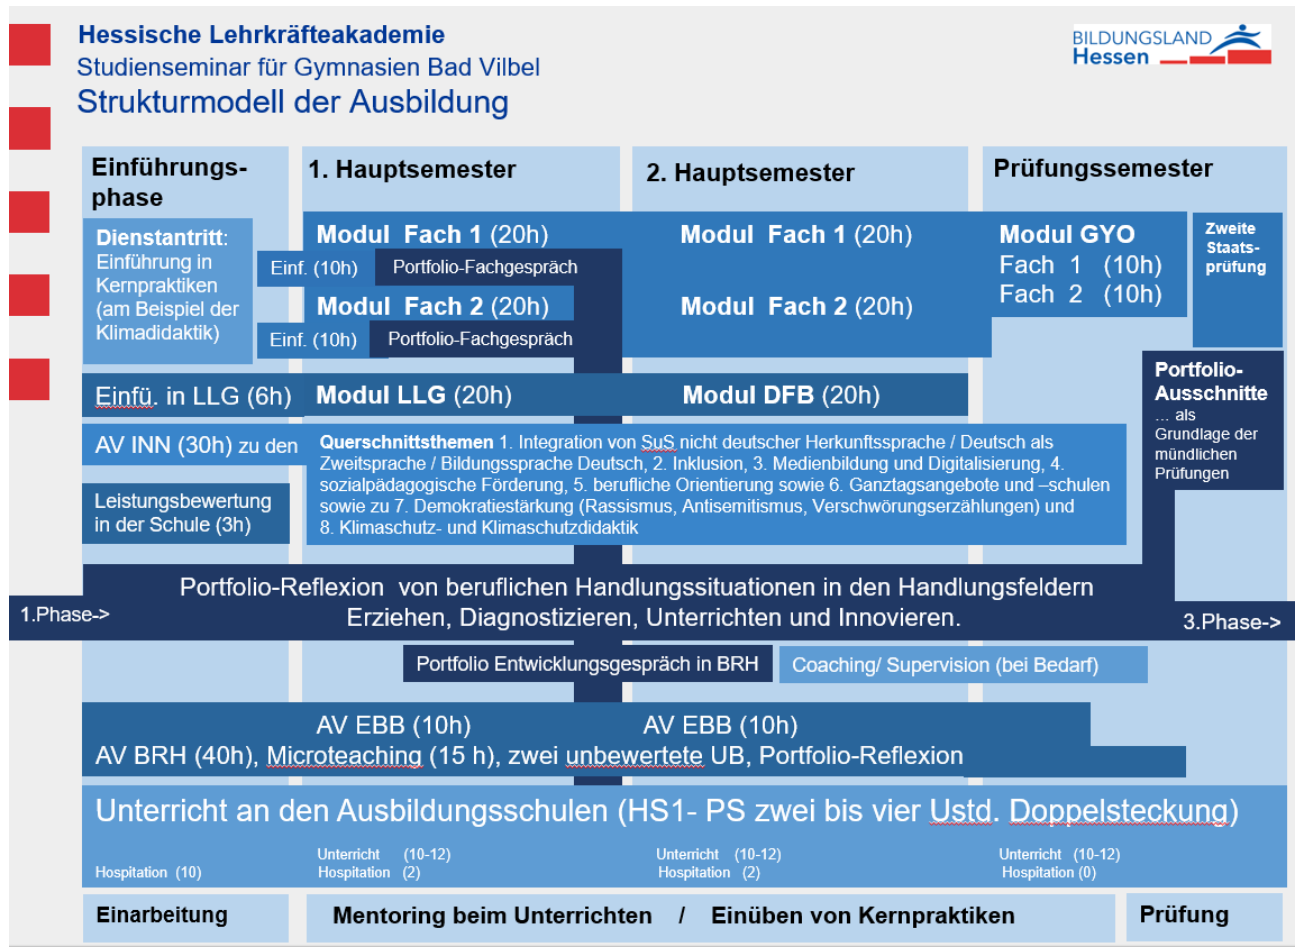 Hessische Lehrkräfteakademie
Studienseminar für Gymnasien Bad Vilbel
Strukturmodell der Ausbildung
BILDUNGSLAND
Hessen
Einführungs-
phase
1. Hauptsemester
2. Hauptsemester
Prüfungssemester
Dienstantritt:
Einführung in
Kernpraktiken
(am Beispiel der
Klimadidaktik)
Modul Fach 1 (20h)
Einf. (10h)
Portfolio-Fachgespräch
Modul Fach 2 (20h)
Einf. (10h)
Portfolio-Fachgespräch
Modul Fach 1 (20h)
Modul Fach 2 (20h)
Modul GYO
Fach 1 (10h)
Fach 2 (10h)
Zweite
Staats-
prüfung
Einfü. in LLG (6h)
Modul LLG (20h)
Modul DFB (20h)
Portfolio-
Ausschnitte
... als
Grundlage der
mündlichen
Prüfungen
AV INN (30h) zu den
Querschnittsthemen 1. Integration von SuS nicht deutscher Herkunftssprache / Deutsch als
Zweitsprache / Bildungssprache Deutsch, 2. Inklusion, 3. Medienbildung und Digitalisierung, 4.
sozialpädagogische Förderung, 5. berufliche Orientierung sowie 6. Ganztagsangebote und –schulen
sowie zu 7. Demokratiestärkung (Rassismus, Antisemitismus, Verschwörungserzählungen) und
8. Klimaschutz- und Klimaschutzdidaktik
Leistungsbewertung
in der Schule (3h)
Portfolio-Reflexion von beruflichen Handlungssituationen in den Handlungsfeldern
Erziehen, Diagnostizieren, Unterrichten und Innovieren.
1.Phase->
3.Phase->
Portfolio Entwicklungsgespräch in BRH
Coaching/ Supervision (bei Bedarf)
AV EBB (10h)
AV EBB (10h)
AV BRH (40h), Microteaching (15 h), zwei unbewertete UB, Portfolio-Reflexion
Unterricht an den Ausbildungsschulen (HS1- PS zwei bis vier Ustd. Doppelsteckung)
Hospitation (10)
Unterricht (10-12)
Hospitation (2)
Unterricht (10-12)
Hospitation (2)
Unterricht (10-12)
Hospitation (0)
Einarbeitung
Mentoring beim Unterrichten / Einüben von Kernpraktiken
Prüfung